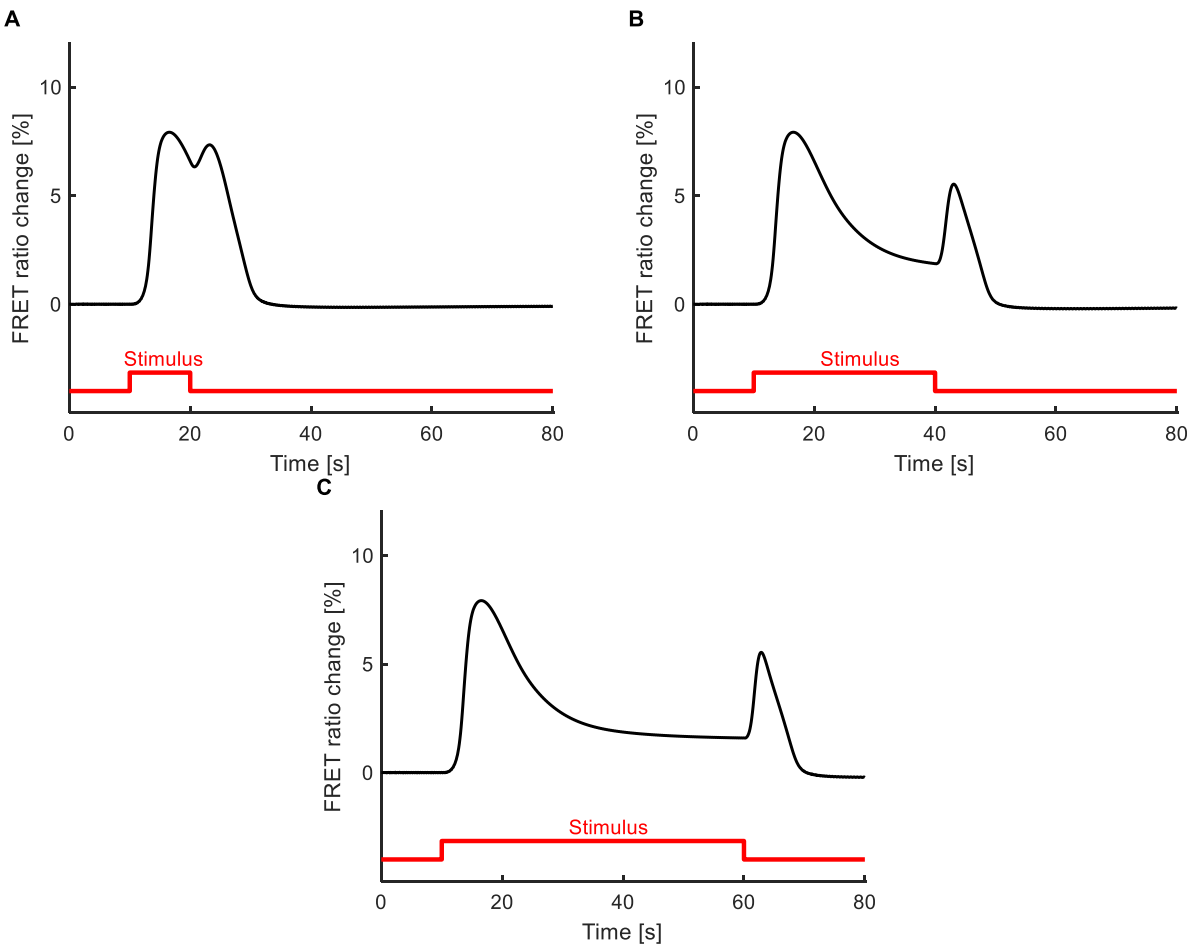 A
FRET ratio change [%]
10
5
0
Stimulus
0 20 40 60 80
Time [s]
B
FRET ratio change [%]
10
5
0
Stimulus
0 20 40 60 80
Time [s]
C
FRET ratio change [%]
10
5
0
Stimulus
0 20 40 60 80
Time [s]